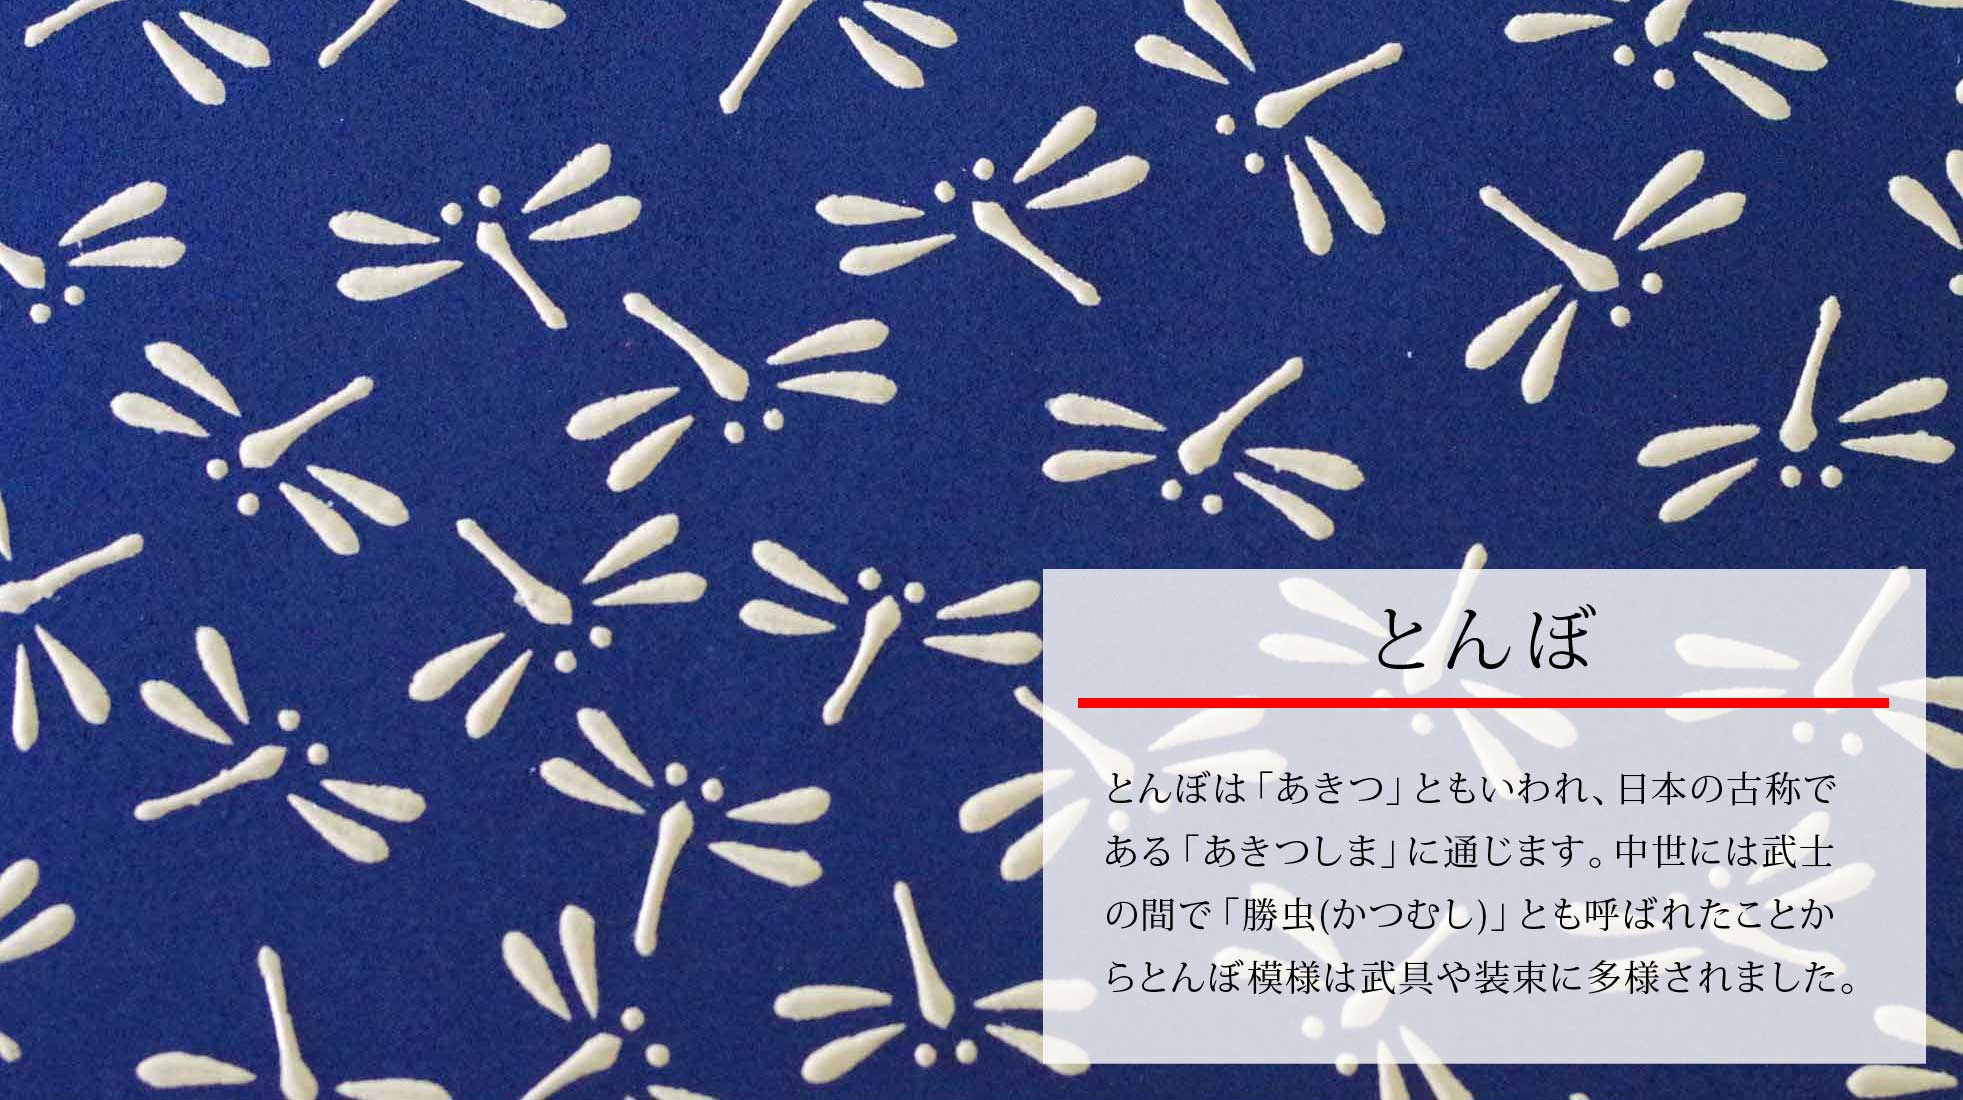 とんぼ
とんぼは「あきつ」ともいわれ、日本の古称で
ある「あきつしま」に通じます。中世には武士
の間で「勝虫(かつむし)」とも呼ばれたことか
らとんぼ模様は武具や装束に多様されました。